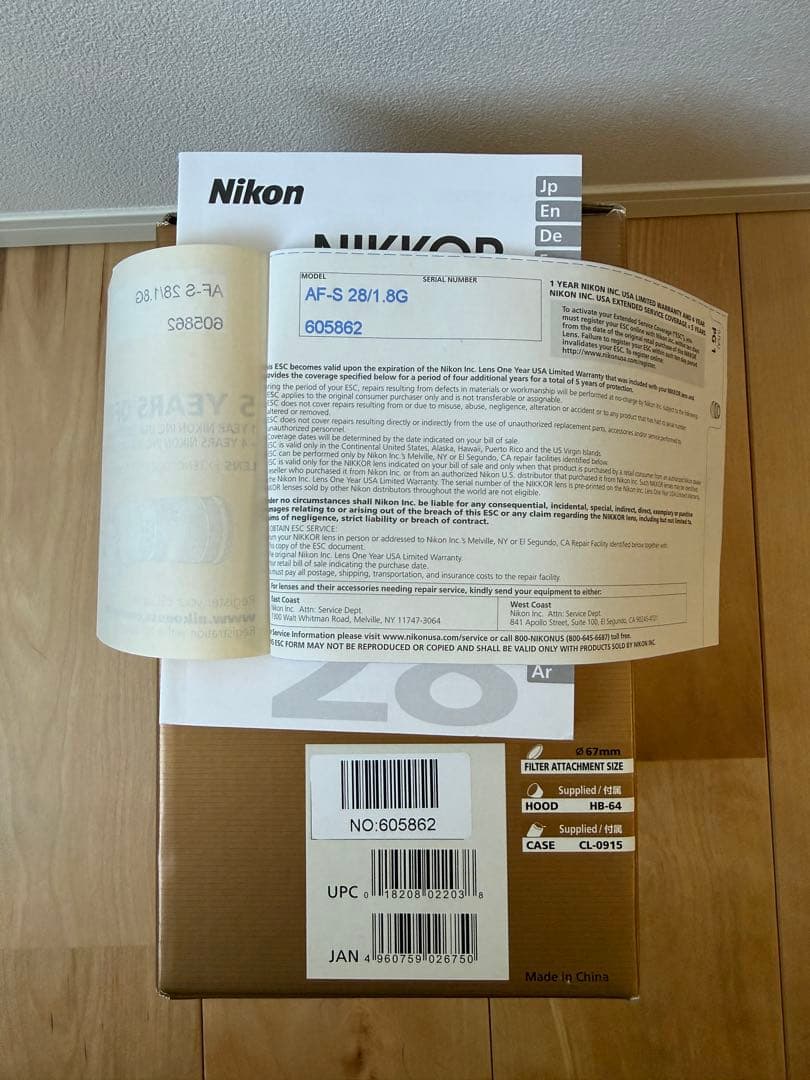 Nikon
Jp
En
De
NIKKOR
MODEL
SERIAL NUMBER
AF-S 28/1.8G
605862
1 YEAR NIKON INC. USA LIMITED WARRANTY AND 4 YEAR
NIKON INC. USA EXTENDED SERVICE COVERAGE = 5 YEARS
To activate your Extended Service Coverage ("ESC"), you
must register your ESC online with Nikon Inc. within ten days
from the date of the original retail purchase of this NIKKOR
Lens. Failure to register your ESC within such ten day period
invalidates your ESC. To register online:
http://www.nikonusa.com/register.
PG 1
AF-S 28/1.8G
605862
5 YEARS
1 YEAR NIKON INC
4 YEARS NIKON INC
LENS
ESC becomes valid upon the expiration of the Nikon Inc. Lens One Year USA Limited Warranty that was included with your NIKKOR lens and
the coverage specified below for a period of four additional years for a total of 5 years of protection.
the period of your ESC, repairs resulting from defects in materials or workmanship will be performed at no-charge by Nikon Inc. subject to the following
ESC applies to the original consumer purchaser only and is not transferable or assignable.
ESC does not cover repairs resulting from or due to misuse, abuse, negligence, alteration or accident or to any product that has had its serial number
altered or removed.
ESC does not cover repairs resulting directly or indirectly from the use of unauthorized replacement parts, accessories and/or service performed by
unauthorized personnel.
Coverage dates will be determined by the date indicated on your bill of sale.
ESC is valid only in the Continental United States, Alaska, Hawaii, Puerto Rico and the US Virgin Islands.
ESC can be performed only by Nikon Inc.'s Melville, NY or El Segundo, CA repair facilities identified below.
ESC is valid only for the NIKKOR lens indicated on your bill of sale and only when that product is purchased by a retail consumer from an authorized Nikon
who purchased it from Nikon Inc. or from an authorized Nikon U.S. distributor that purchased it from Nikon Inc. Such NIKKOR lenses may be identified
the Nikon Inc. Lens One Year USA Limited Warranty. The serial number of the NIKKOR lens is pre-printed on the Nikon Inc. Lens One Year USA Limited Warranty.
lenses sold by other Nikon distributors throughout the world are not eligible.
no circumstances shall Nikon Inc. be liable for any consequential, incidental, special, indirect, direct, exemplary or punitive
relating to or arising out of the breach of this ESC or any claim regarding the NIKKOR lens, including but not limited to
of negligence, strict liability or breach of contract.
OBTAIN ESC SERVICE:
your NIKKOR lens in person or addressed to Nikon Inc.'s Melville, NY or El Segundo, CA Repair Facility identified below together with:
copy of the ESC document.
original Nikon Inc. Lens One Year USA Limited Warranty.
retail bill of sale indicating the purchase date.
must pay all postage, shipping, transportation, and insurance costs to the repair facility.
For lenses and their accessories needing repair service, kindly send your equipment to either:
East Coast
Nikon Inc. Attn: Service Dept.
1300 Walt Whitman Road, Melville, NY 11747-3064
West Coast
Nikon Inc. Attn: Service Dept.
841 Apollo Street, Suite 100, El Segundo, CA 90245-4721
Service Information please visit www.nikonusa.com/service or call 800-NIKONUS (800-645-6687) toll free.
ESC FORM MAY NOT BE REPRODUCED OR COPIED AND SHALL BE VALID ONLY WITH PRODUCTS SOLD BY NIKON INC.
28
Ar
NO:605862
UPC 0 18208 02203 8
JAN 4 960759 026750
Ø67mm
FILTER ATTACHMENT SIZE
Supplied / 付属
HOOD HB-64
Supplied / 付属
CASE CL-0915
Made in China